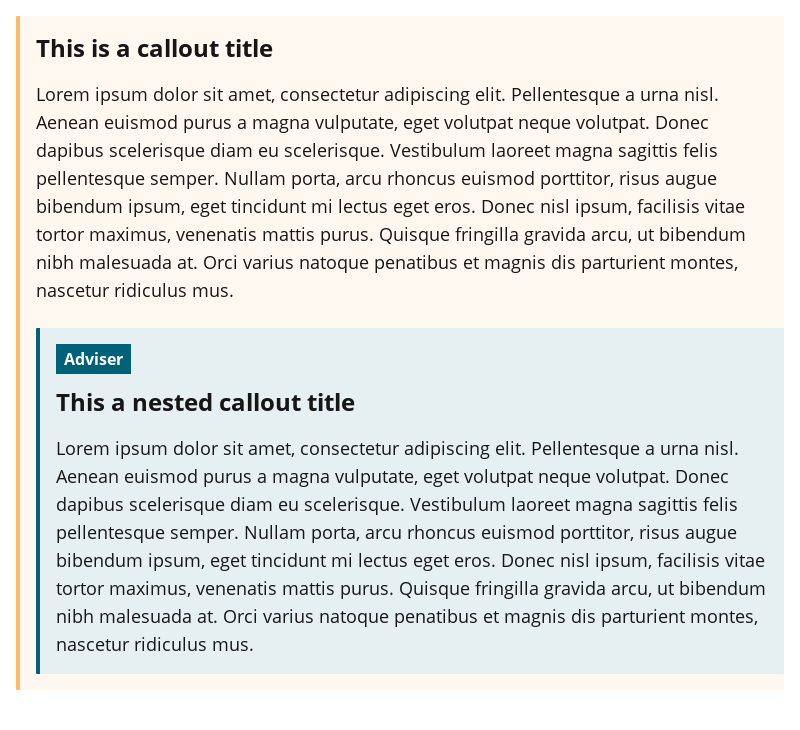 This is a callout title
Lorem ipsum dolor sit amet, consectetur adipiscing elit. Pellentesque a urna nisl.
Aenean euismod purus a magna vulputate, eget volutpat neque volutpat. Donec
dapibus scelerisque diam eu scelerisque. Vestibulum laoreet magna sagittis felis
pellentesque semper. Nullam porta, arcu rhoncus euismod porttitor, risus augue
bibendum ipsum, eget tincidunt mi lectus eget eros. Donec nisl ipsum, facilisis vitae
tortor maximus, venenatis mattis purus. Quisque fringilla gravida arcu, ut bibendum
nibh malesuada at. Orci varius natoque penatibus et magnis dis parturient montes,
nascetur ridiculus mus.
Adviser
This a nested callout title
Lorem ipsum dolor sit amet, consectetur adipiscing elit. Pellentesque a urna nisl.
Aenean euismod purus a magna vulputate, eget volutpat neque volutpat. Donec
dapibus scelerisque diam eu scelerisque. Vestibulum laoreet magna sagittis felis
pellentesque semper. Nullam porta, arcu rhoncus euismod porttitor, risus augue
bibendum ipsum, eget tincidunt mi lectus eget eros. Donec nisl ipsum, facilisis vitae
tortor maximus, venenatis mattis purus. Quisque fringilla gravida arcu, ut bibendum
nibh malesuada at. Orci varius natoque penatibus et magnis dis parturient montes,
nascetur ridiculus mus.